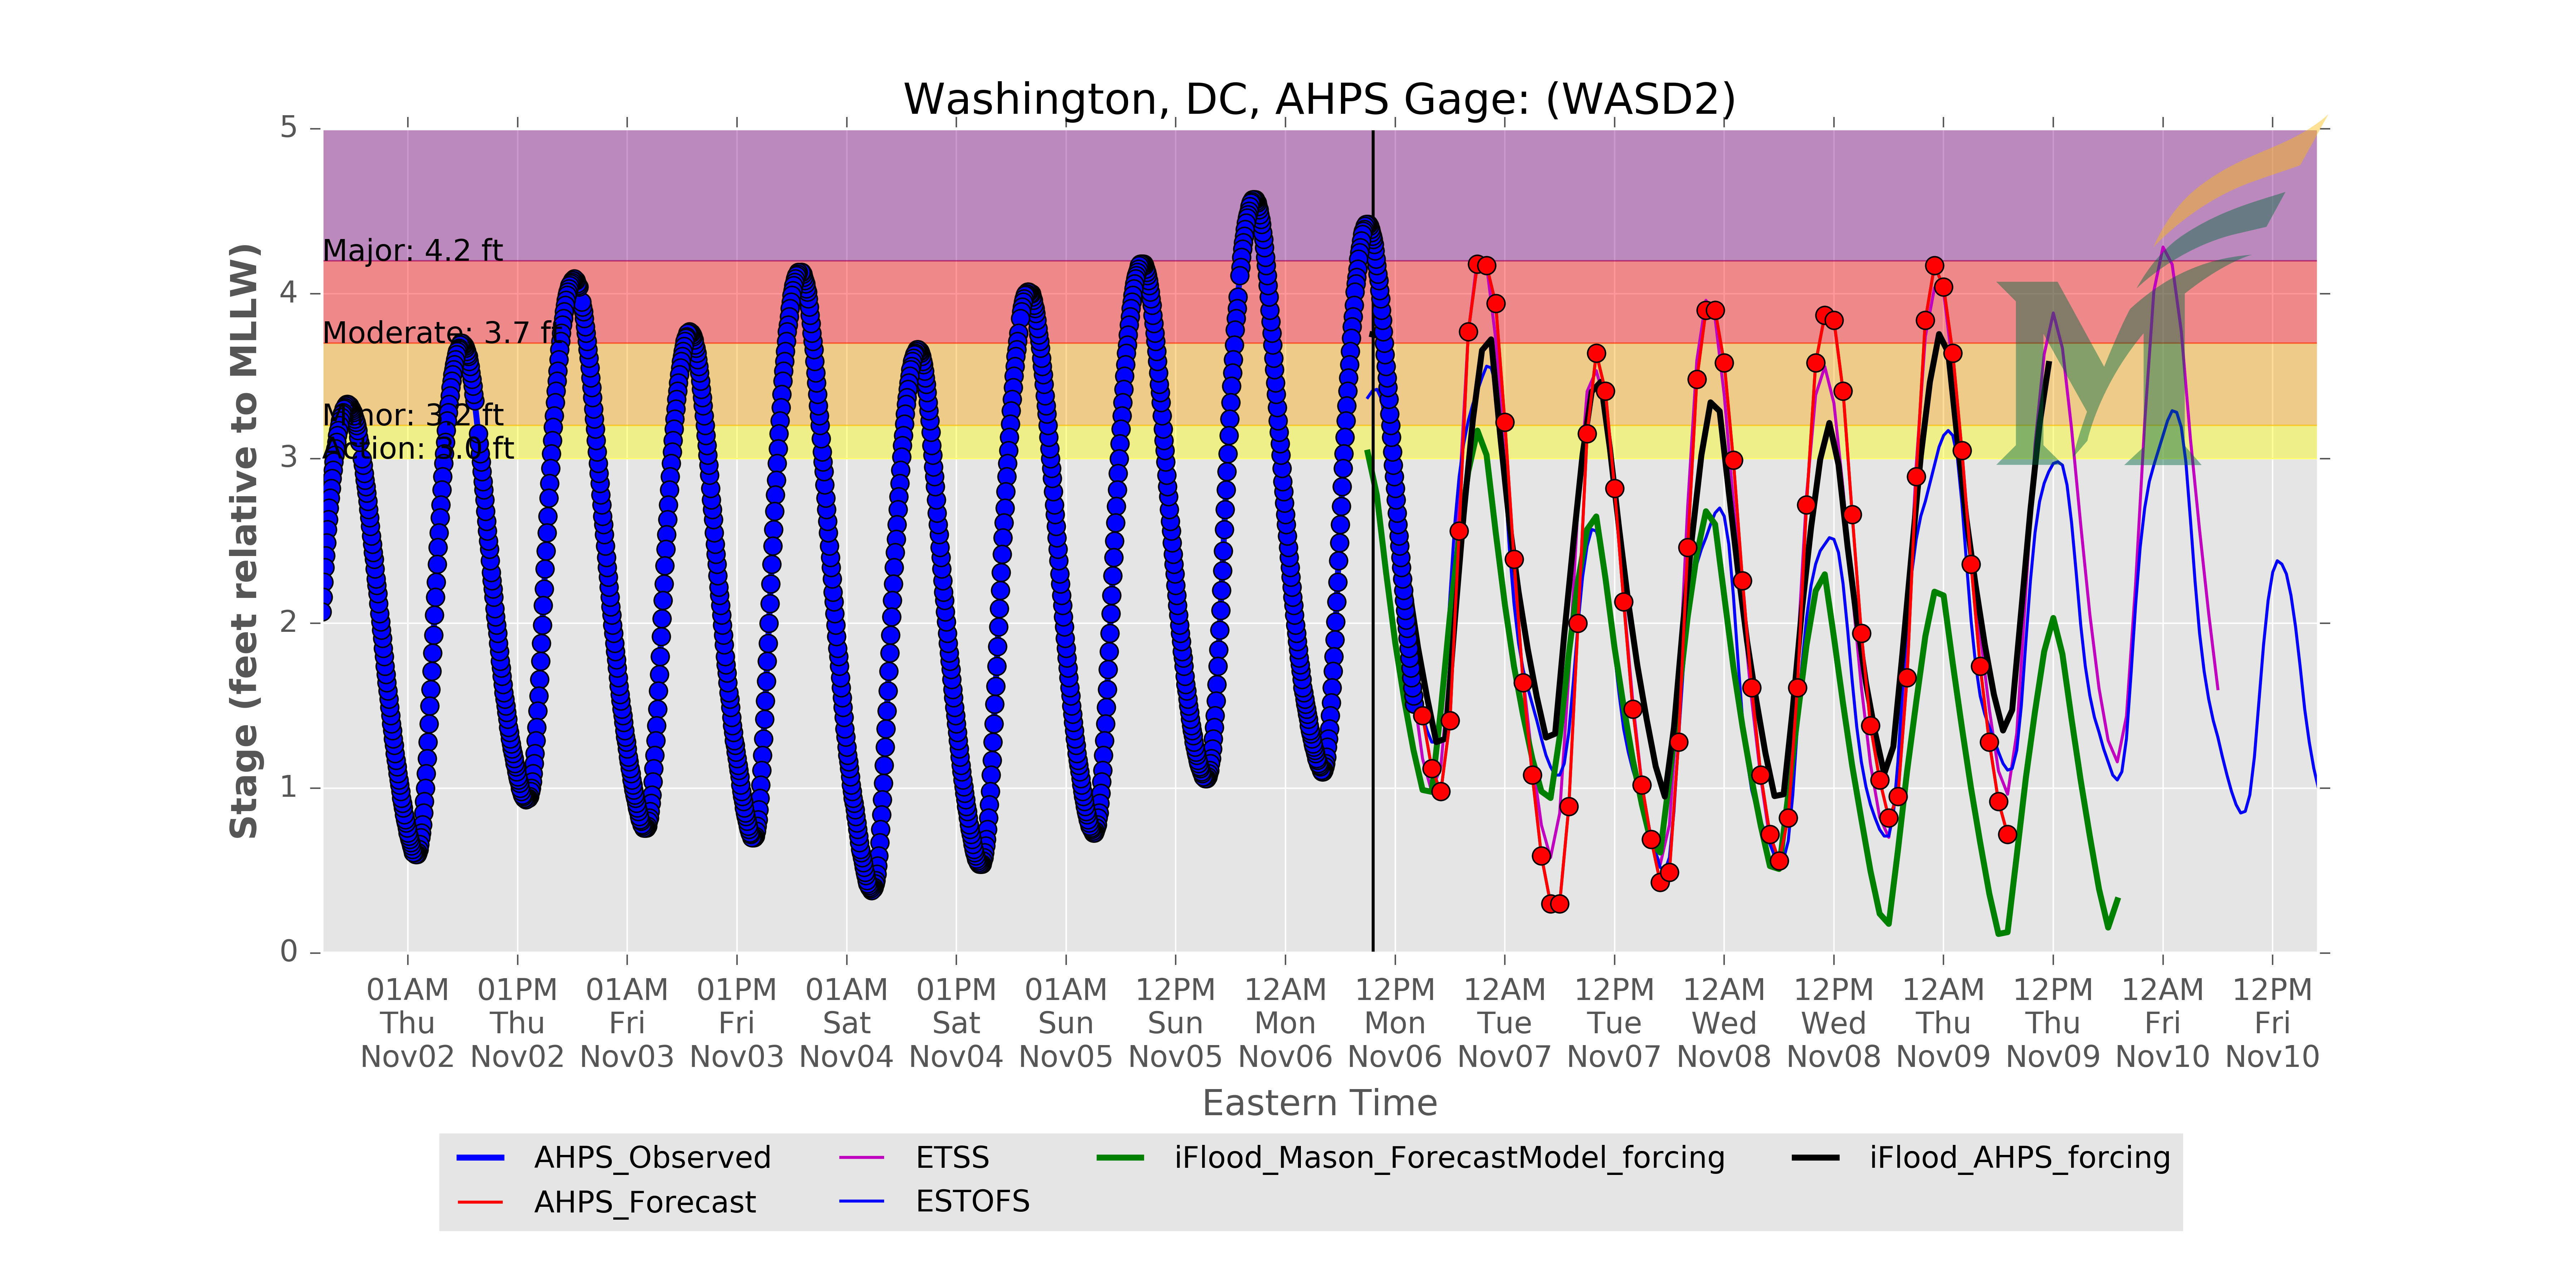 Washington, DC, AHPS Gage: (WASD2)
Stage (feet relative to MLLW)
5
4
3
2
1
0
Major: 4.2 ft
Moderate: 3.7 ft
Minor: 3.2 ft
Action: 3.0 ft
01AM 01PM 01AM 01PM 01AM 01PM 01AM 12PM 12AM 12PM 12AM 12PM 12AM 12PM 12AM 12PM 12AM 12PM
Thu Thu Fri Fri Sat Sat Sun Sun Mon Mon Tue Tue Wed Wed Thu Thu Fri Fri
Nov02 Nov02 Nov03 Nov03 Nov04 Nov04 Nov05 Nov05 Nov06 Nov06 Nov07 Nov07 Nov08 Nov08 Nov09 Nov09 Nov10 Nov10
Eastern Time
AHPS_Observed ETSS iFlood_Mason_ForecastModel_forcing iFlood_AHPS_forcing
AHPS_Forecast ESTOFS